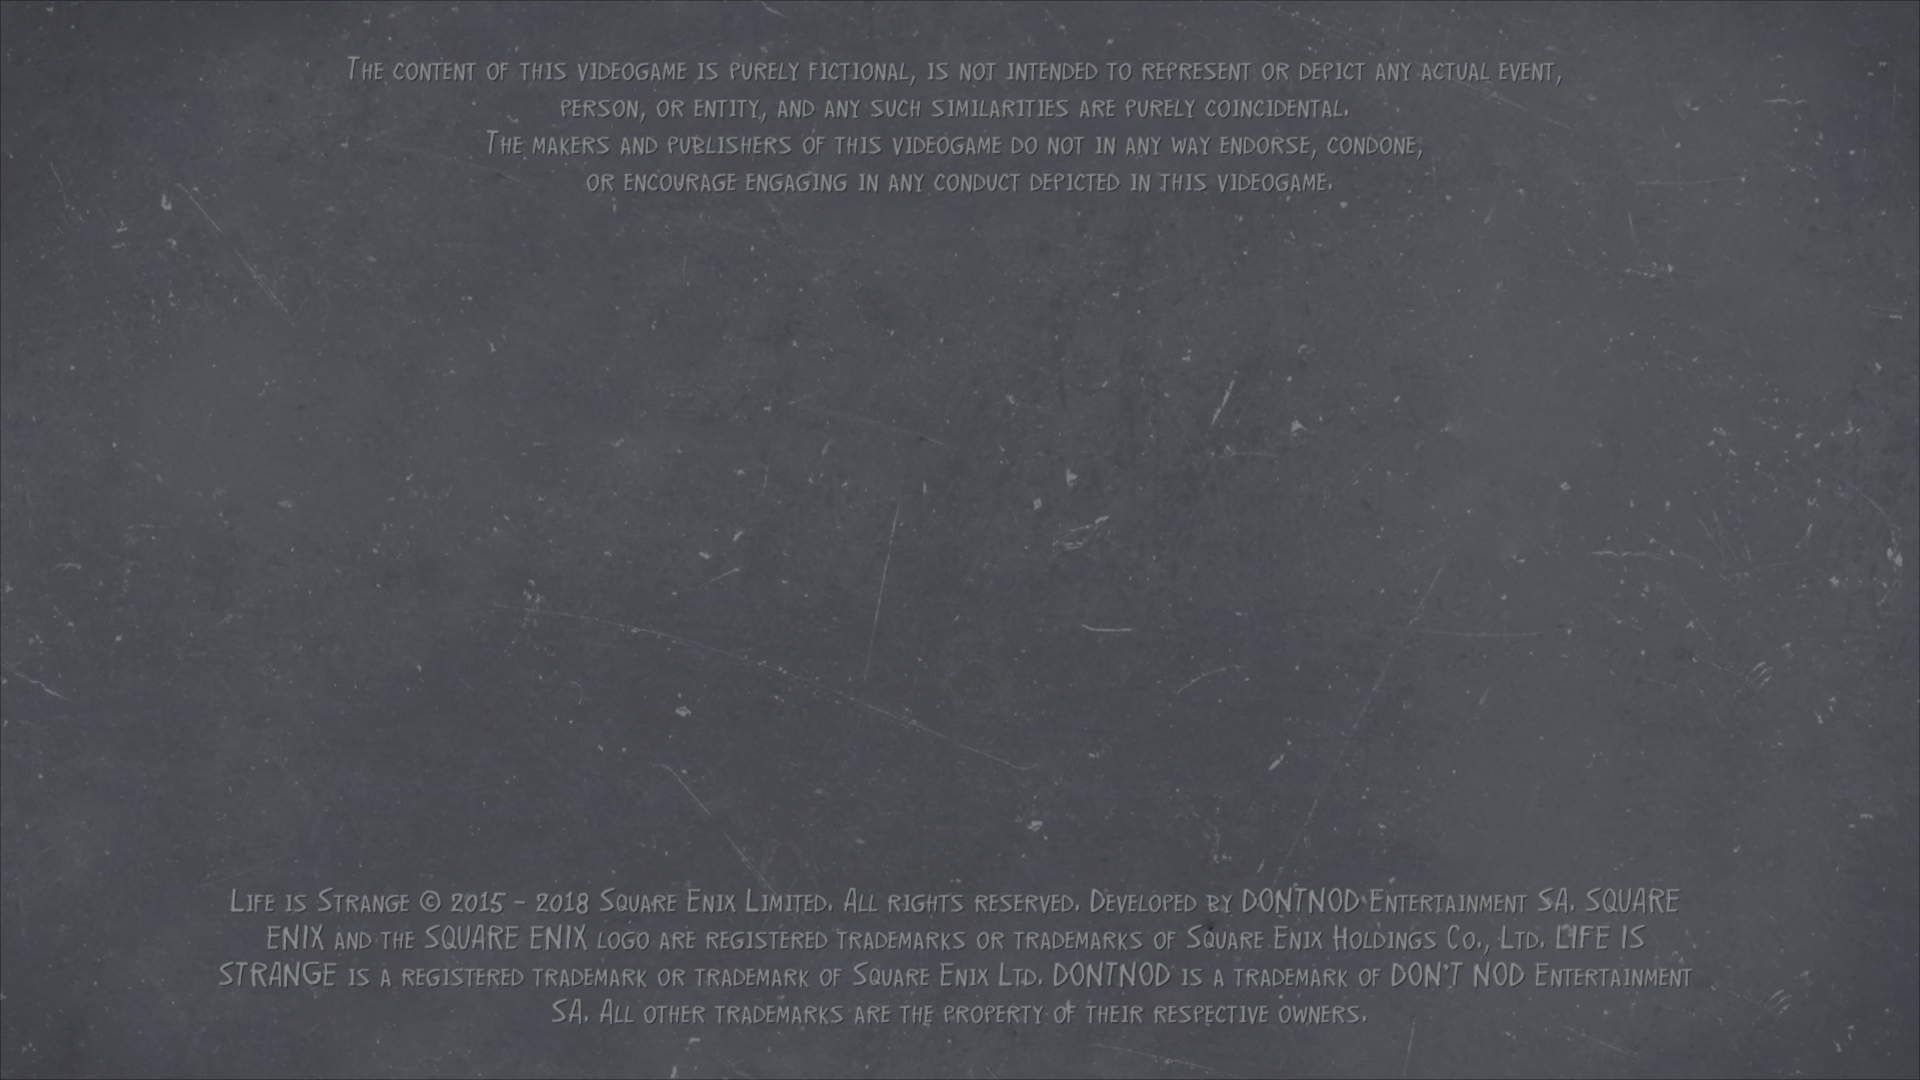 The content of this videogame is purely fictional, is not intended to represent or depict any actual event,
person, or entity, and any such similarities are purely coincidental.
The makers and publishers of this videogame do not in any way endorse, condone,
or encourage engaging in any conduct depicted in this videogame.
Life is Strange © 2015 - 2018 Square Enix Limited. All rights reserved. Developed by DONTNOD Entertainment SA. SQUARE
ENIX and the SQUARE ENIX logo are registered trademarks or trademarks of Square Enix Holdings Co., Ltd. LIFE IS
STRANGE is a registered trademark or trademark of Square Enix Ltd. DONTNOD is a trademark of DON'T NOD Entertainment
SA. All other trademarks are the property of their respective owners.